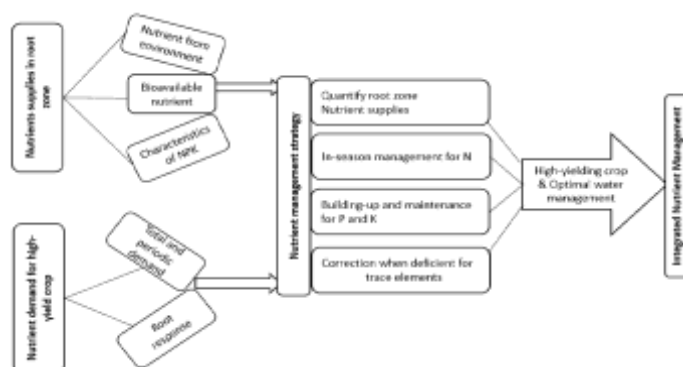 Nutrients supplies in root
zone
Nutrient from
environment
Bioavailable
nutrient
Characteristics
of NPK
Nutrient demand for high-
yield crop
Total and
periodic
demand
Root
response
Nutrient management strategy
Quantify root zone
Nutrient supplies
In-season management for N
Building-up and maintenance
for P and K
Correction when deficient for
trace elements
High-yielding crop
& Optimal water
management
Integrated Nutrient Management